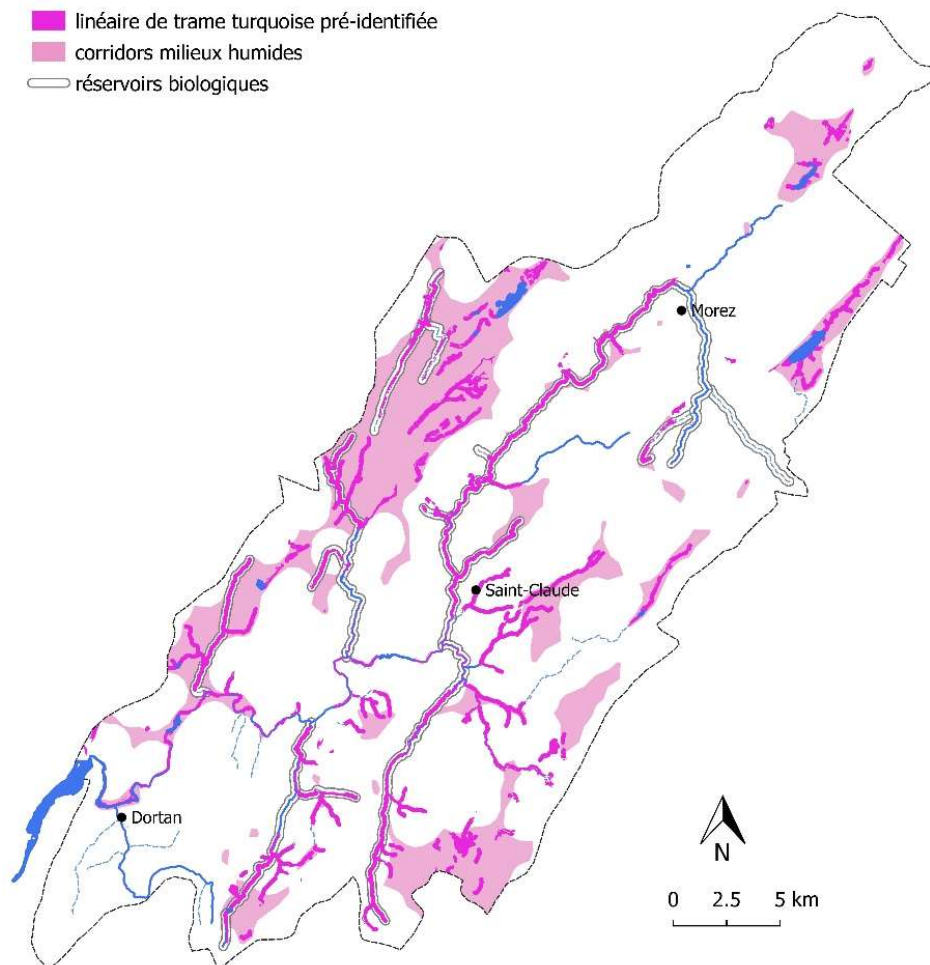 linéaire de trame turquoise pré-identifiée
corridors milieux humides
réservoirs biologiques
Morez
Saint-Claude
Dortan
N
0 2.5 5 km